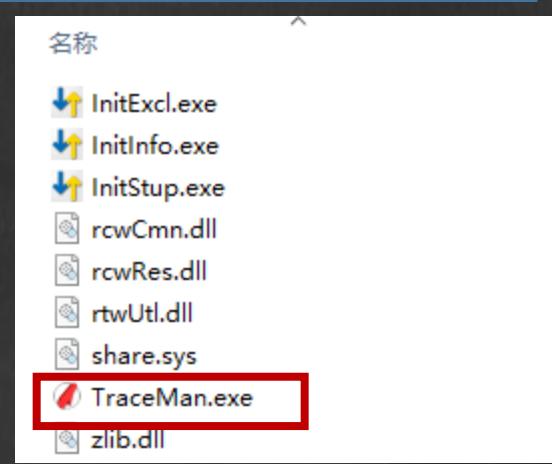 名称
InitExcl.exe
InitInfo.exe
InitStup.exe
rcwCmn.dll
rcwRes.dll
rtwUtl.dll
share.sys
TraceMan.exe
zlib.dll